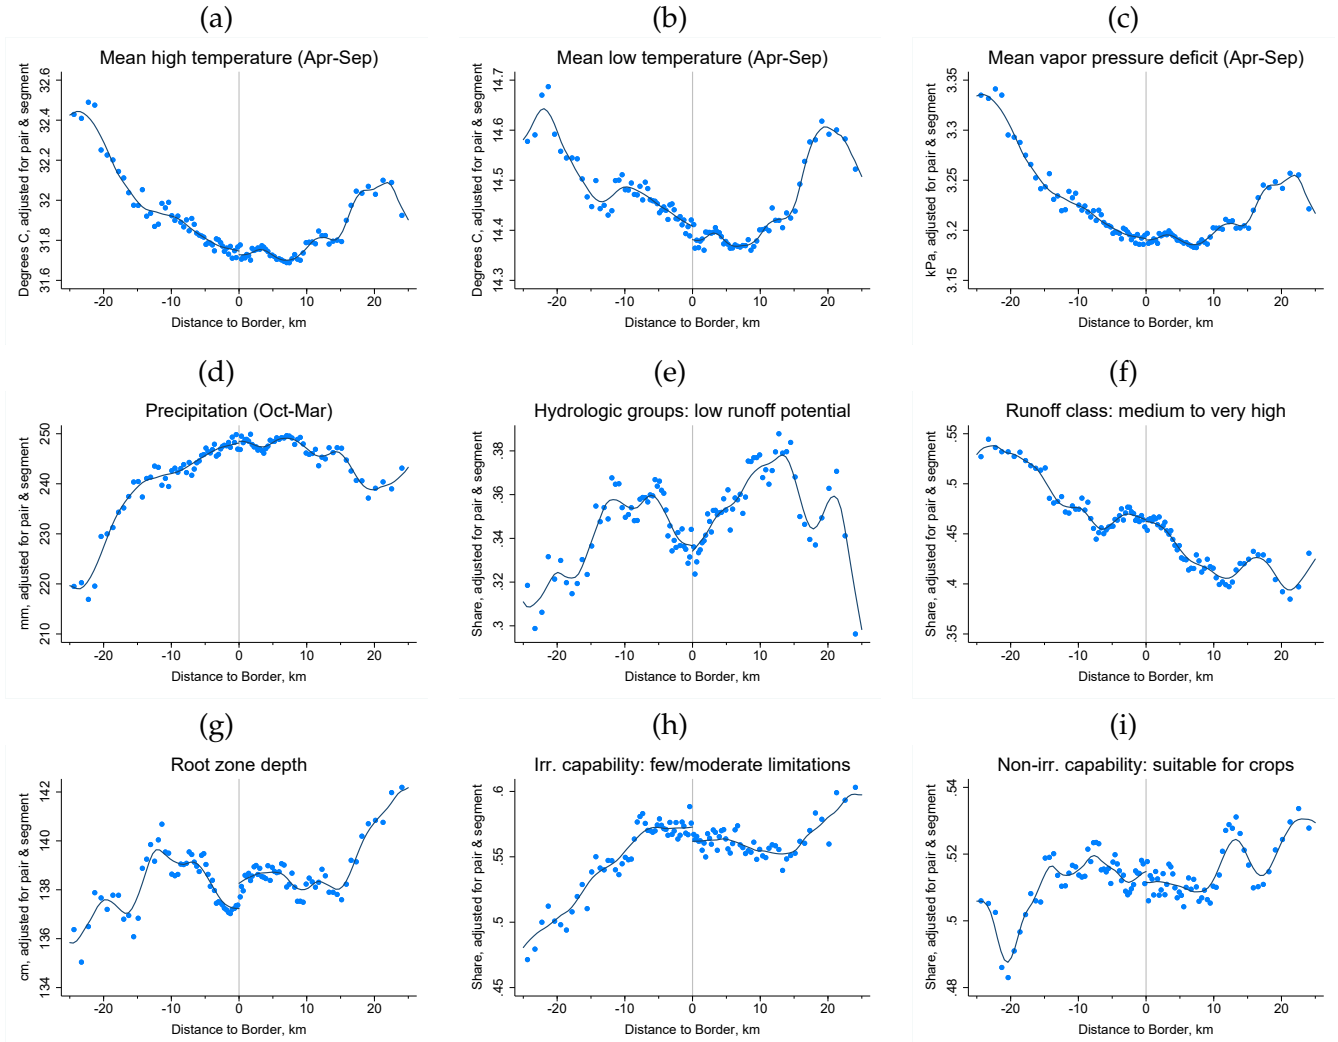 (a)
Mean high temperature (Apr-Sep)
Degrees C, adjusted for pair & segment
32.6
32.4
32.2
32
31.8
31.6
-20
-10
0
10
20
Distance to Border, km
(b)
Mean low temperature (Apr-Sep)
Degrees C, adjusted for pair & segment
14.7
14.6
14.5
14.4
14.3
-20
-10
0
10
20
Distance to Border, km
(c)
Mean vapor pressure deficit (Apr-Sep)
kPa, adjusted for pair & segment
3.35
3.3
3.25
3.2
3.15
-20
-10
0
10
20
Distance to Border, km
(d)
Precipitation (Oct-Mar)
mm, adjusted for pair & segment
250
240
230
220
210
-20
-10
0
10
20
Distance to Border, km
(e)
Hydrologic groups: low runoff potential
Share, adjusted for pair & segment
.38
.36
.34
.32
.3
-20
-10
0
10
20
Distance to Border, km
(f)
Runoff class: medium to very high
Share, adjusted for pair & segment
.55
.5
.45
.4
.35
-20
-10
0
10
20
Distance to Border, km
(g)
Root zone depth
cm, adjusted for pair & segment
142
140
138
136
134
-20
-10
0
10
20
Distance to Border, km
(h)
Irr. capability: few/moderate limitations
Share, adjusted for pair & segment
.6
.55
.5
.45
-20
-10
0
10
20
Distance to Border, km
(i)
Non-irr. capability: suitable for crops
Share, adjusted for pair & segment
.54
.52
.5
.48
-20
-10
0
10
20
Distance to Border, km